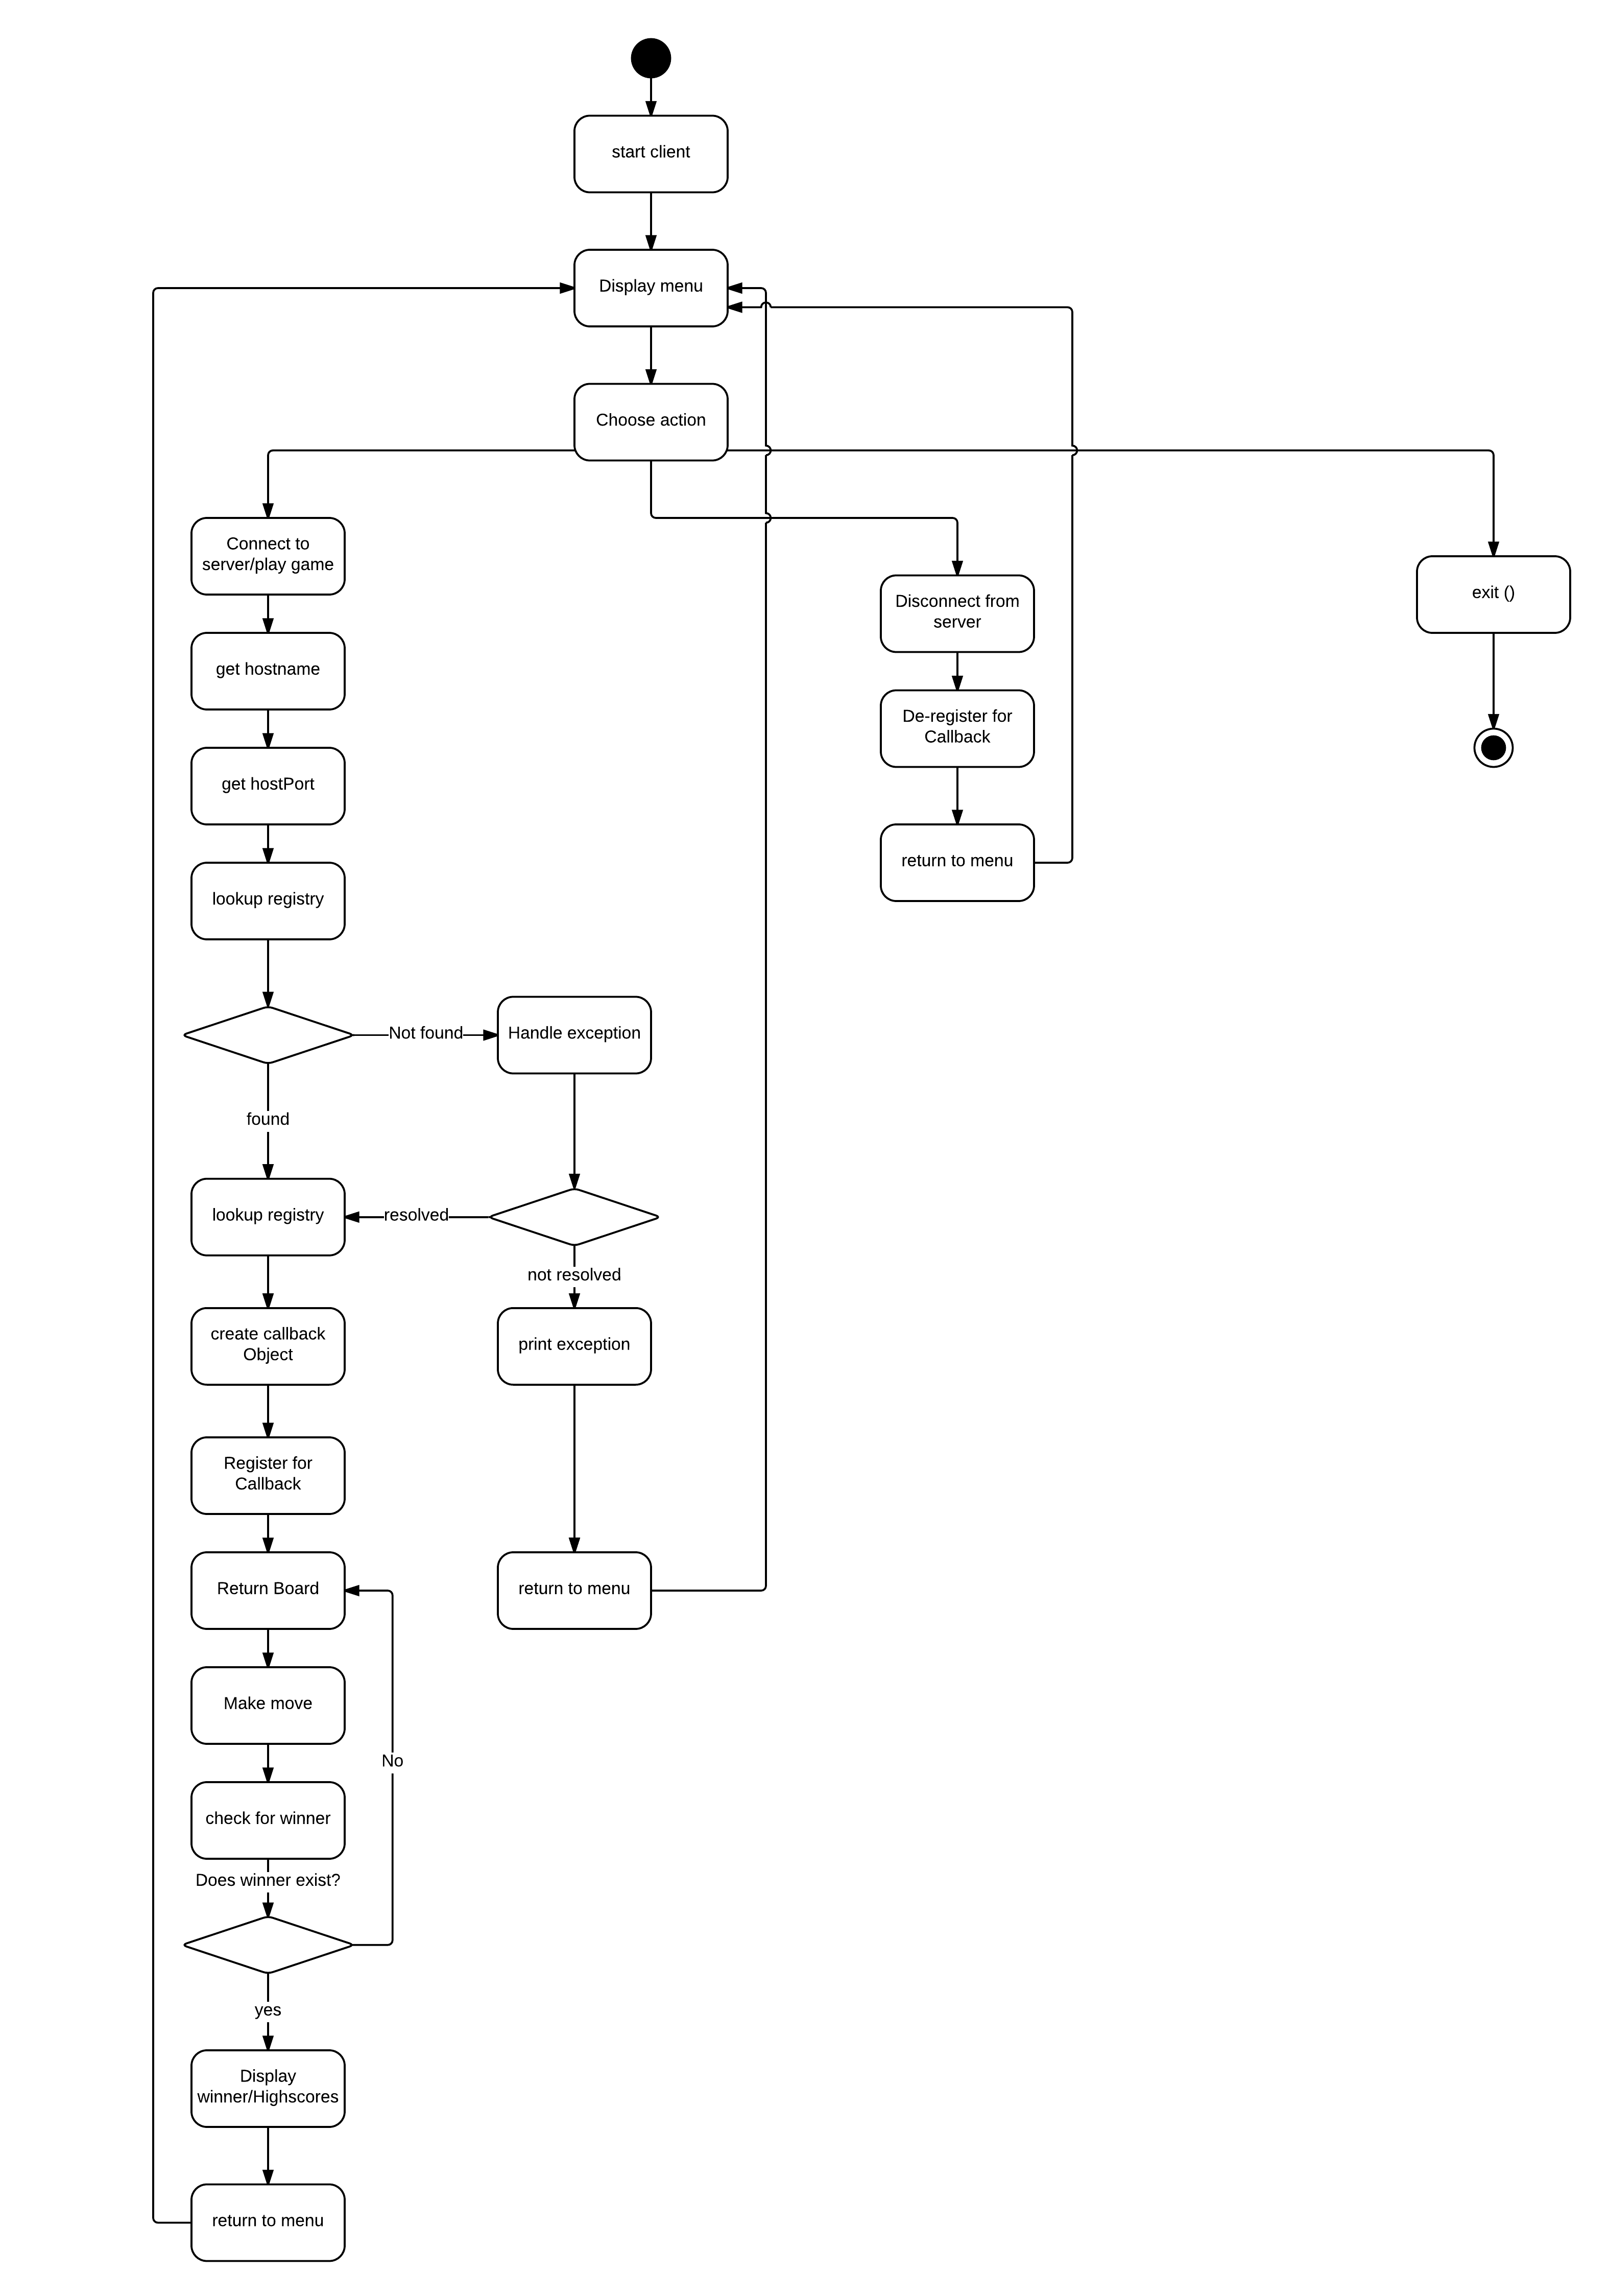 start client
Display menu
Choose action
Connect to
server/play game
get hostname
get hostPort
lookup registry
Not found
Handle exception
found
lookup registry
resolved
not resolved
create callback
Object
print exception
Register for
Callback
Return Board
return to menu
Make move
No
check for winner
Does winner exist?
yes
Display
winner/Highscores
return to menu
Disconnect from
server
De-register for
Callback
return to menu
exit ()